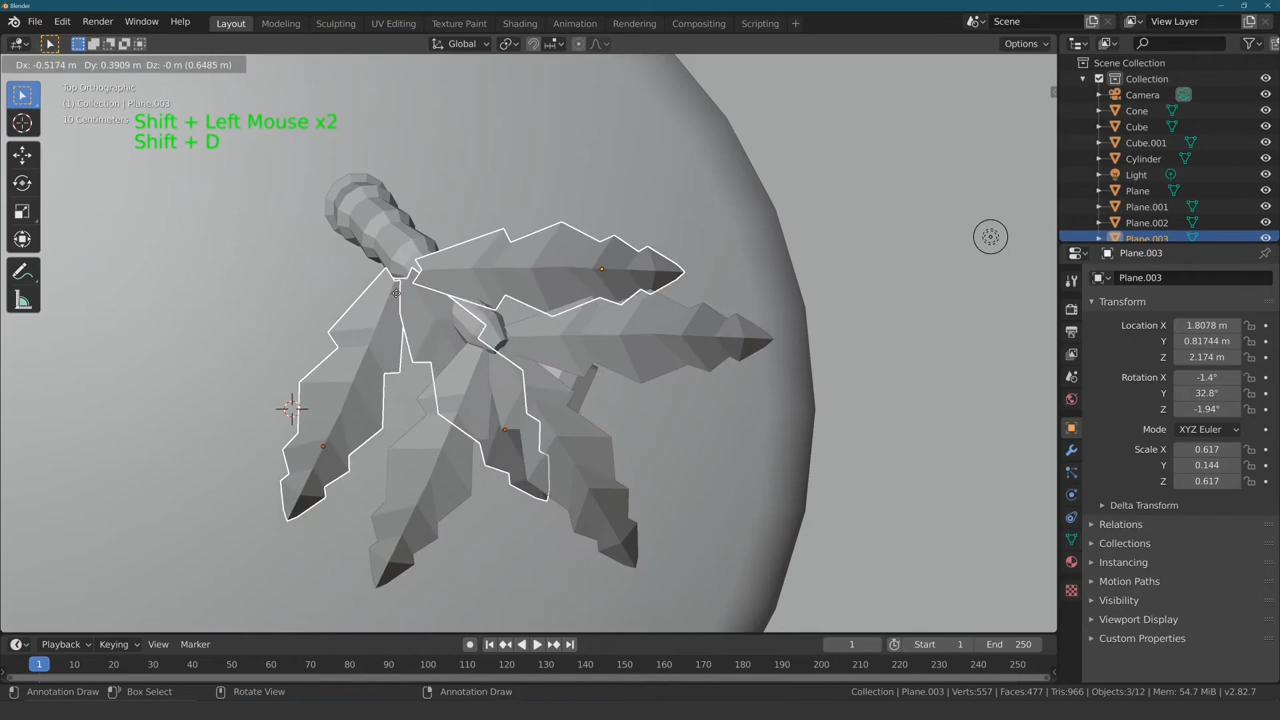 Blender
File Edit Render Window Help Layout Modeling Sculpting UV Editing Texture Paint Shading Animation Rendering Compositing Scripting + Scene View Layer
Global Options
Dx: -0.5174 m Dy: 0.3909 m Dz: -0 m (0.6485 m)
Top Orthographic
(1) Collection | Plane.003
10 Centimeters
Shift + Left Mouse x2
Shift + D
Scene Collection
Collection
Camera
Cone
Cube
Cube.001
Cylinder
Light
Plane
Plane.001
Plane.002
Plane.003
Plane.003
Plane.003
Transform
Location X 1.8078 m
Y 0.81744 m
Z 2.174 m
Rotation X -1.4°
Y 32.8°
Z -1.94°
Mode XYZ Euler
Scale X 0.617
Y 0.144
Z 0.617
Delta Transform
Relations
Collections
Instancing
Motion Paths
Visibility
Viewport Display
Custom Properties
Playback Keying View Marker 1 Start 1 End 250
1 10 20 30 40 50 60 70 80 90 100 110 120 130 140 150 160 170 180 190 200 210 220 230 240 250
Annotation Draw Box Select Rotate View Annotation Draw Collection | Plane.003 | Verts:557 | Faces:477 | Tris:966 | Objects:3/12 | Mem: 54.7 MiB | v2.82.7